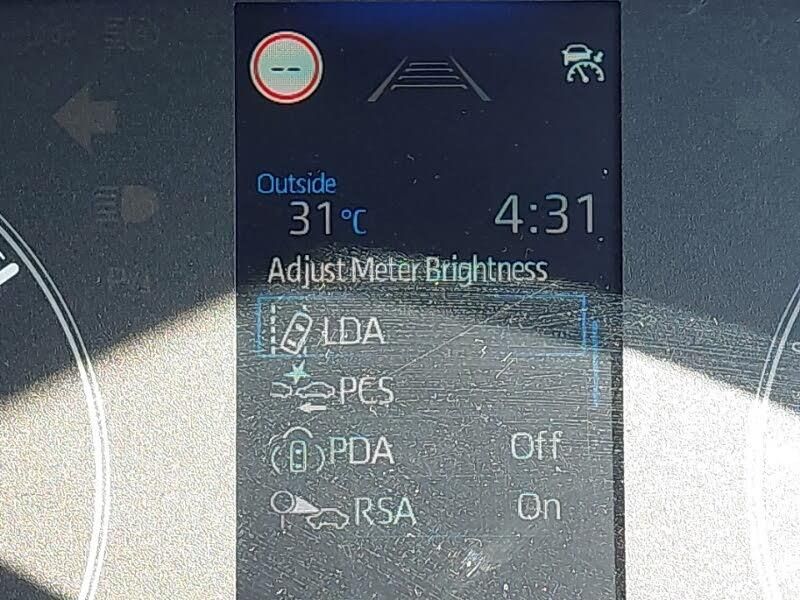 --
Outside
31°C 4:31
Adjust Meter Brightness
LDA
PCS
PDA Off
RSA On